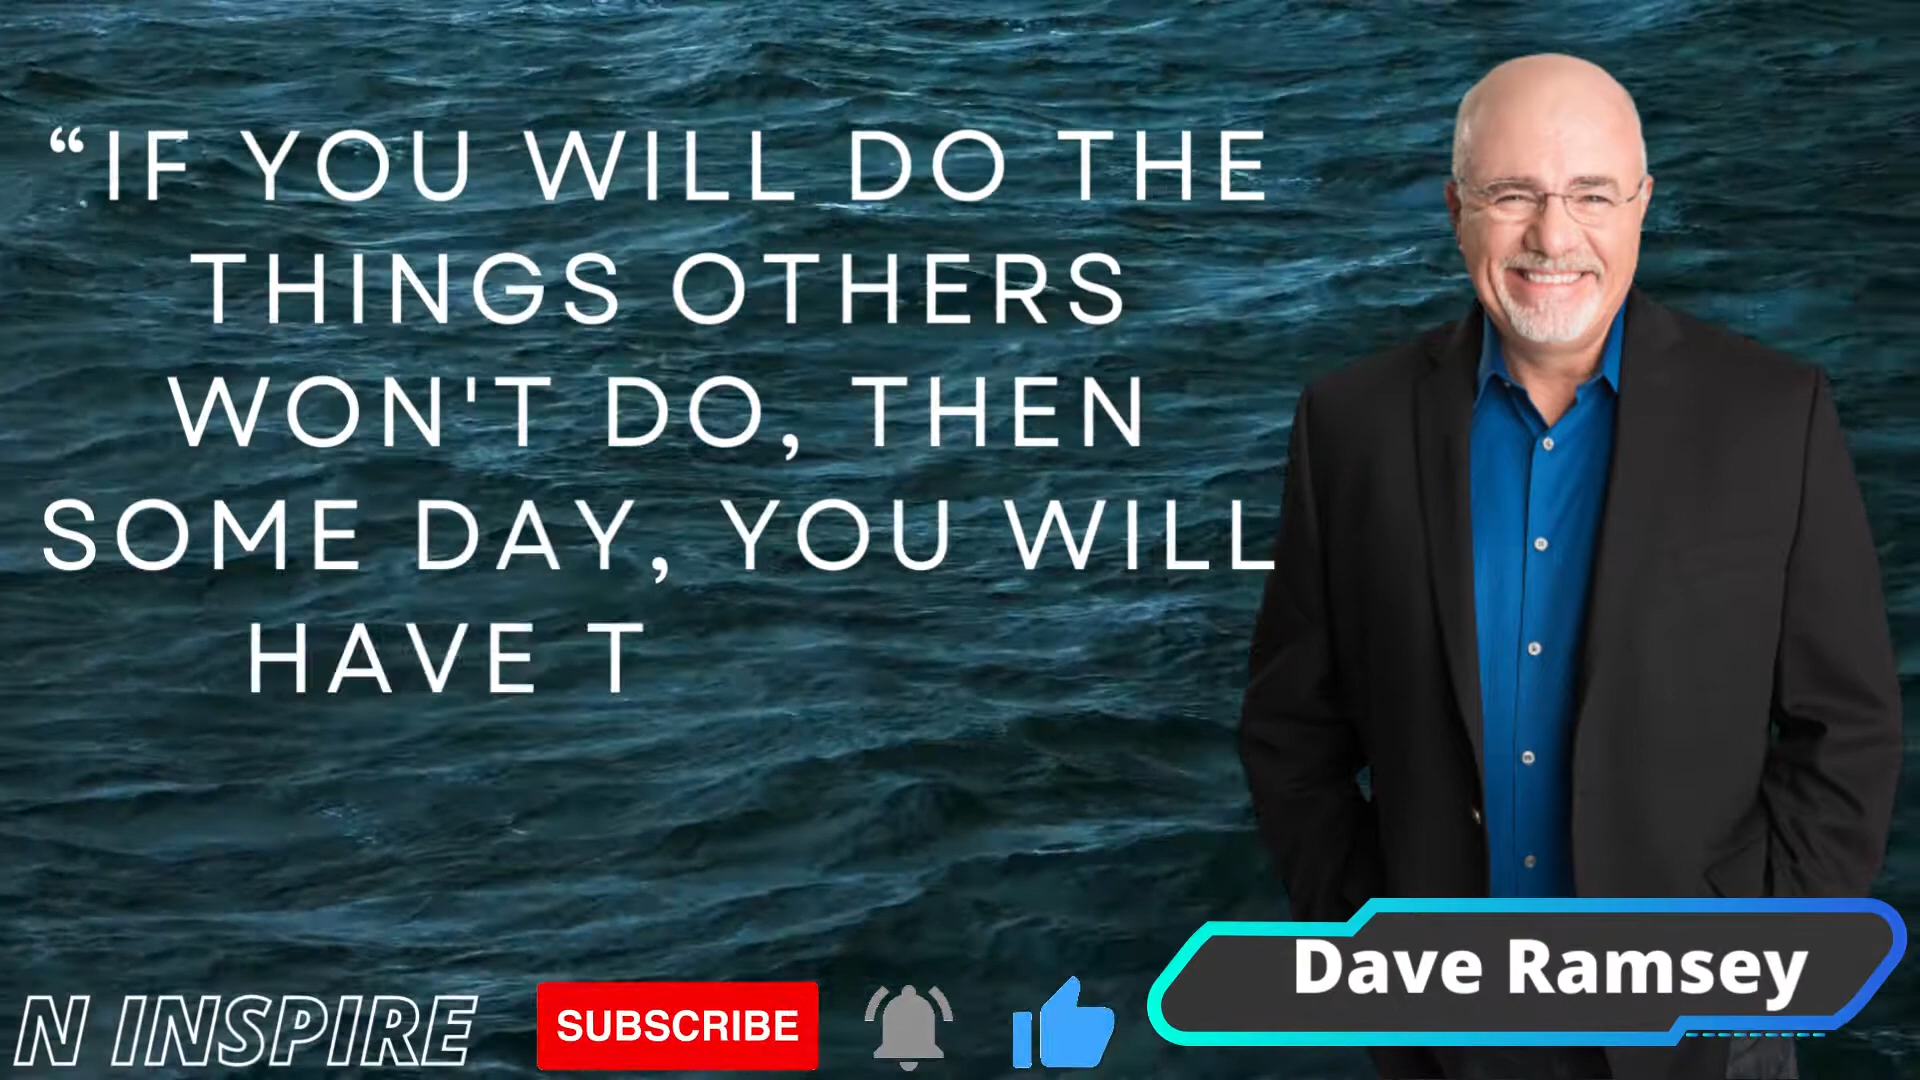 “IF YOU WILL DO THE
THINGS OTHERS
WON'T DO, THEN
SOME DAY, YOU WILL
HAVE T
Dave Ramsey
N INSPIRE
SUBSCRIBE